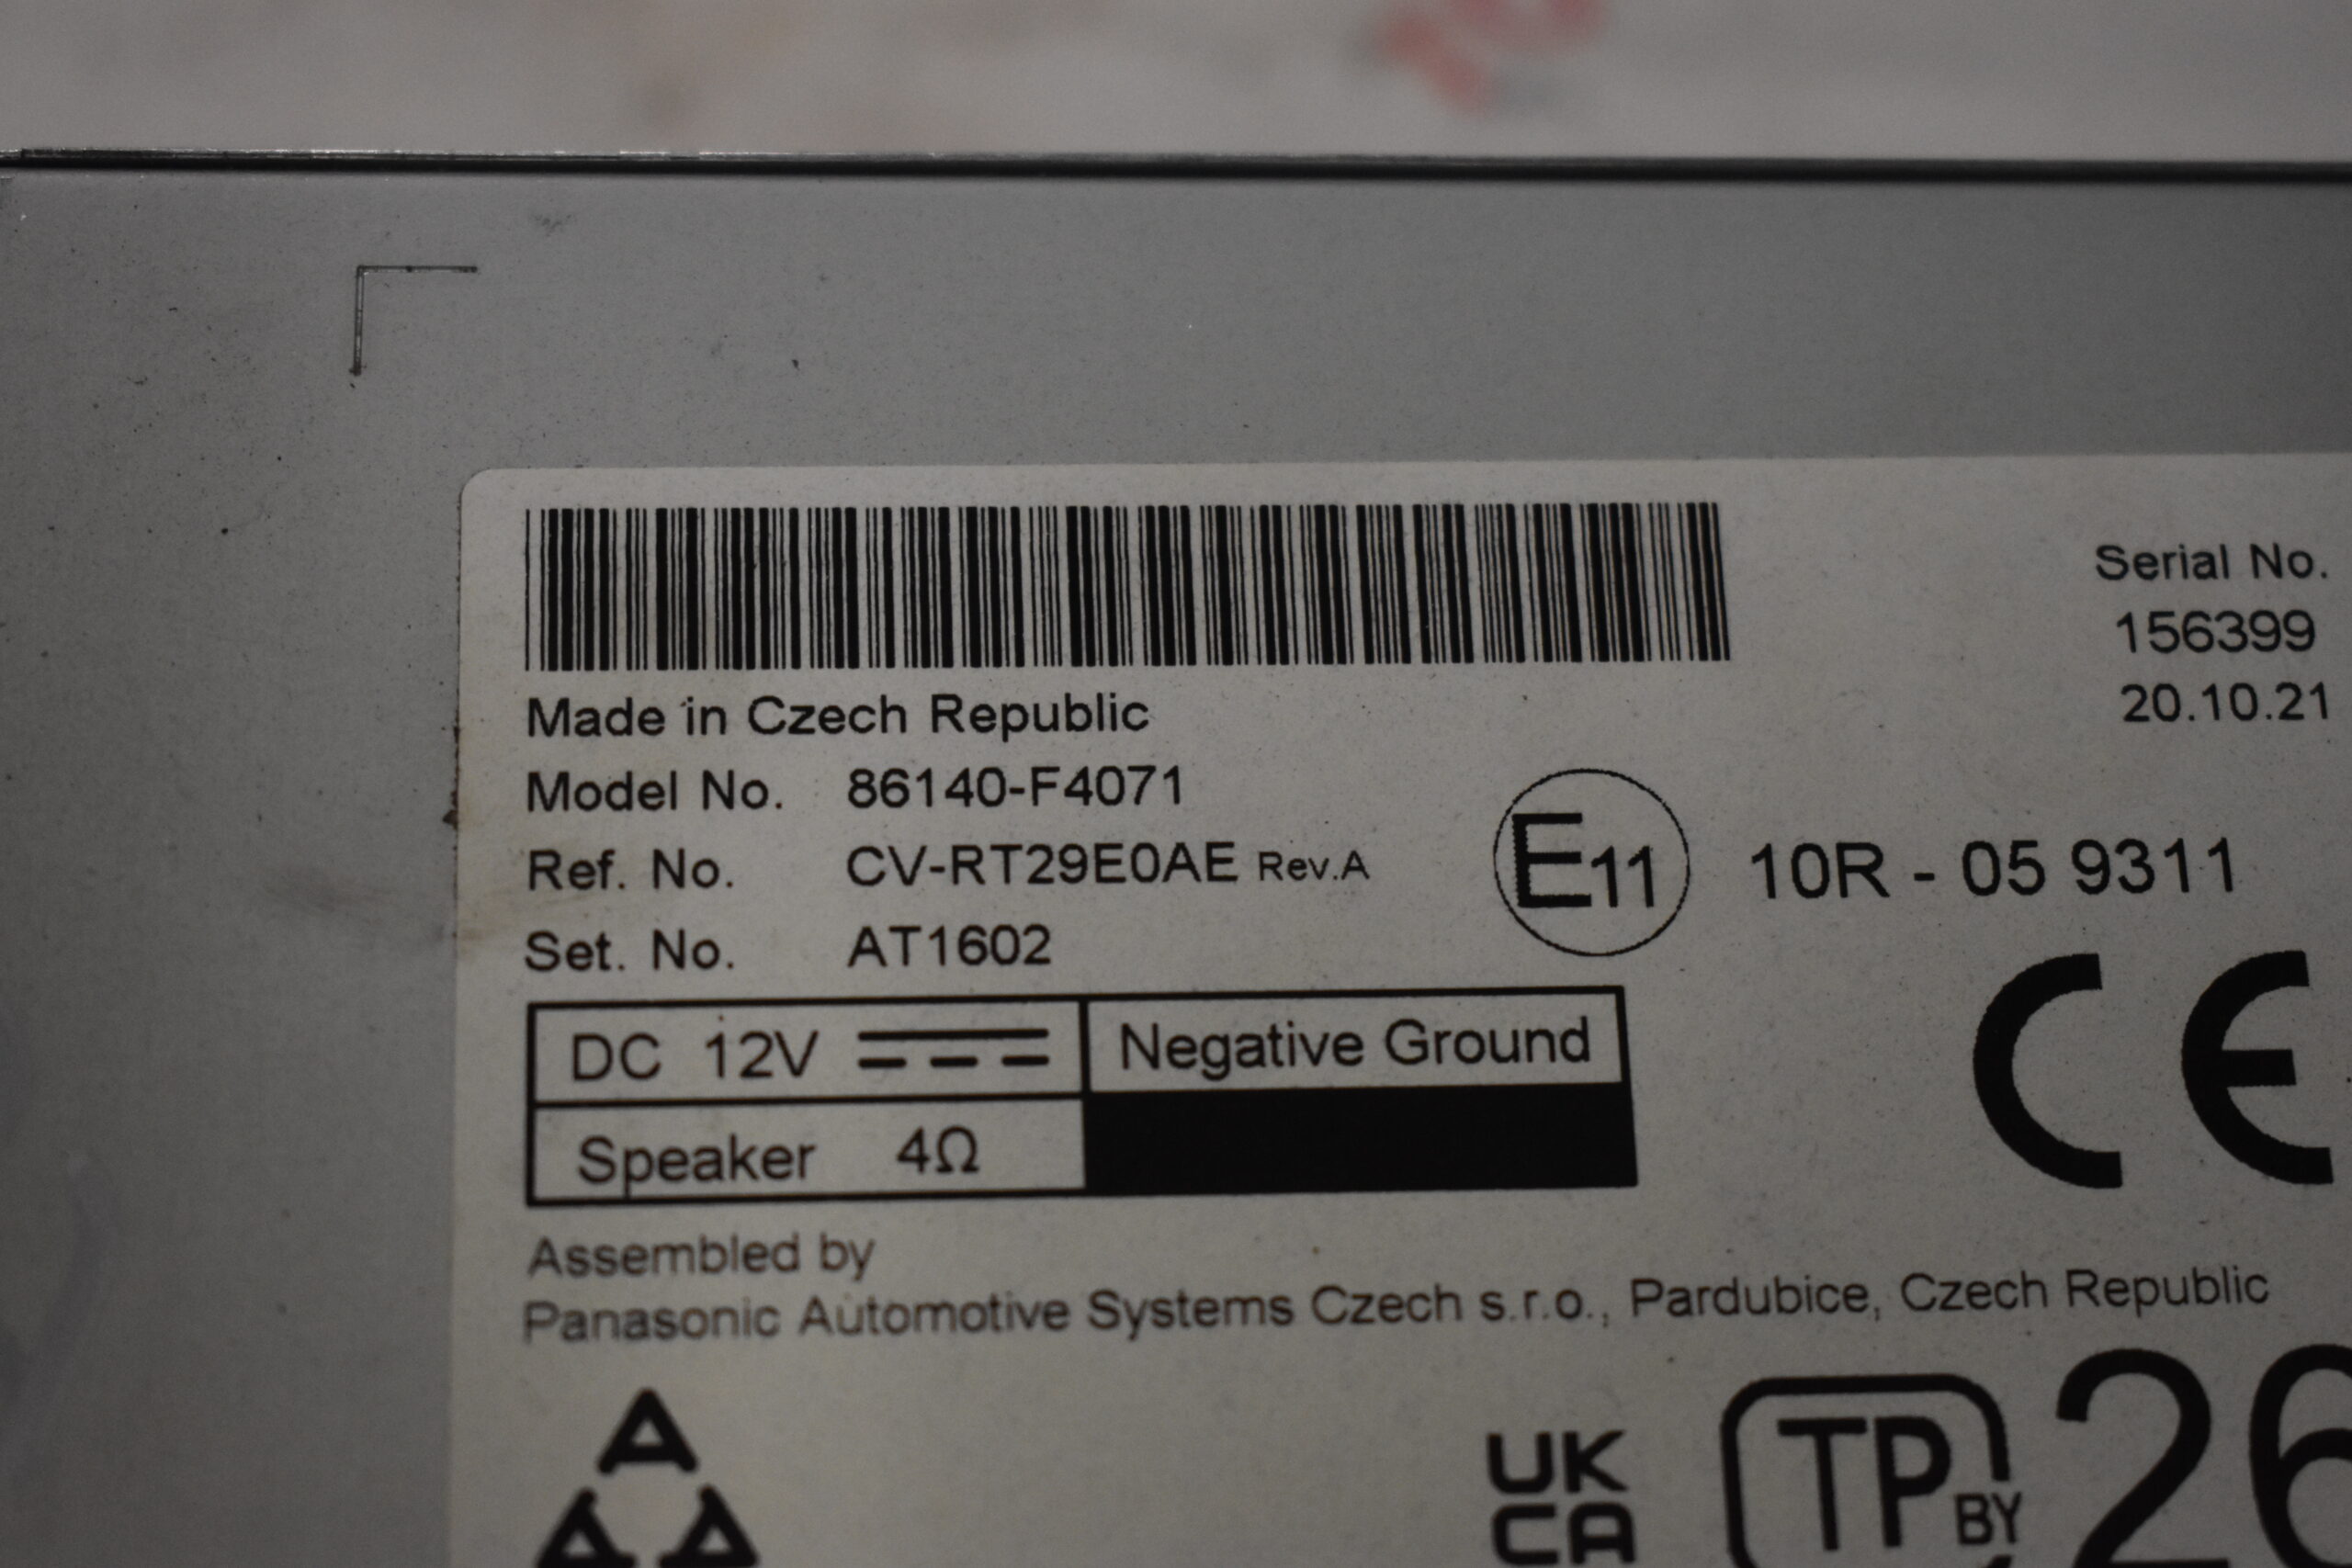 Serial No.
156399
20.10.21
Made in Czech Republic
Model No. 86140-F4071
Ref. No. CV-RT29E0AE Rev.A
Set. No. AT1602
E11 10R - 05 9311
CE
DC 12V Negative Ground
Speaker 4Ω
Assembled by
Panasonic Automotive Systems Czech s.r.o., Pardubice, Czech Republic
UK
CA
TP BY 26